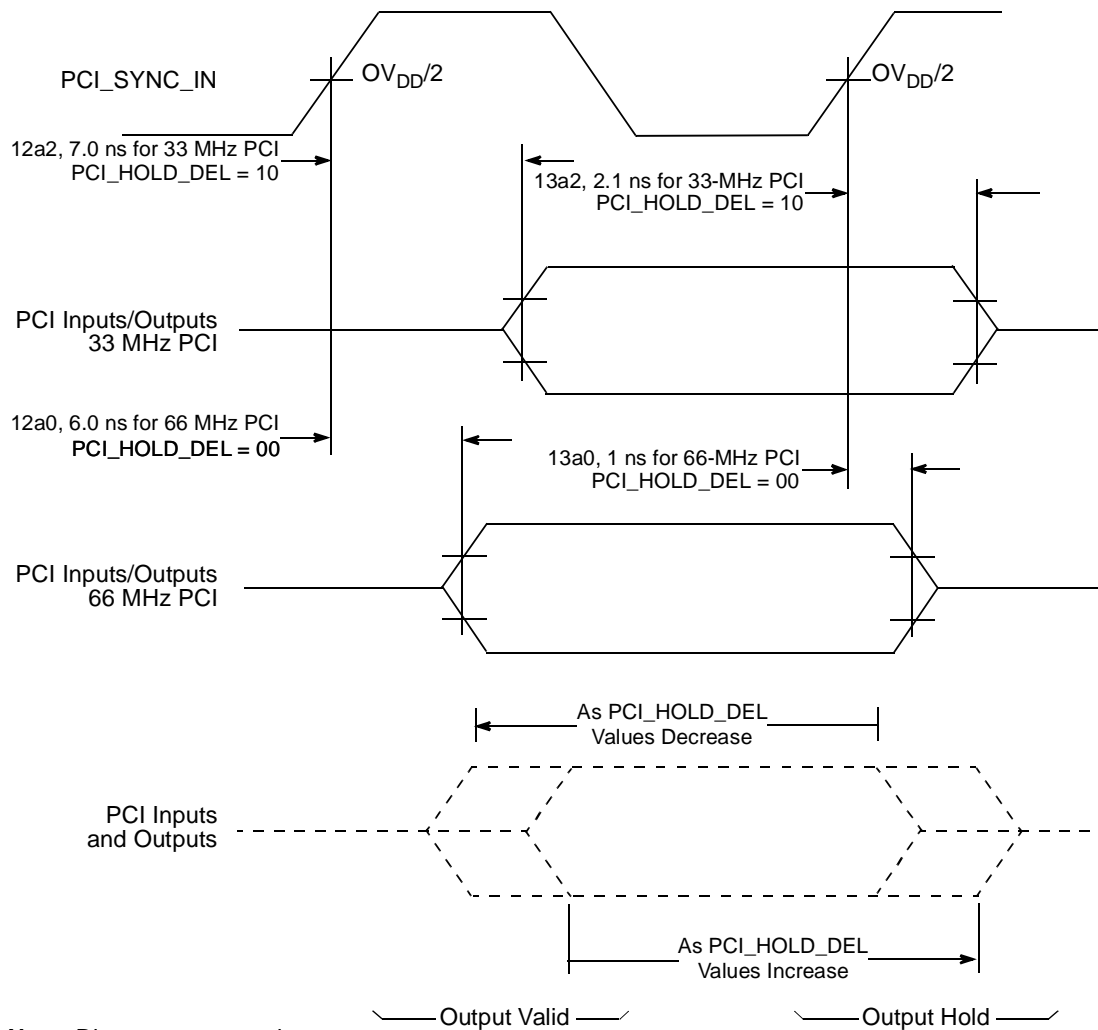 PCI_SYNC_IN
OVDD/2
OVDD/2
12a2, 7.0 ns for 33 MHz PCI
PCI_HOLD_DEL = 10
13a2, 2.1 ns for 33-MHz PCI
PCI_HOLD_DEL = 10
PCI Inputs/Outputs
33 MHz PCI
12a0, 6.0 ns for 66 MHz PCI
PCI_HOLD_DEL = 00
13a0, 1 ns for 66-MHz PCI
PCI_HOLD_DEL = 00
PCI Inputs/Outputs
66 MHz PCI
As PCI_HOLD_DEL
Values Decrease
PCI Inputs
and Outputs
As PCI_HOLD_DEL
Values Increase
Output Valid
Output Hold